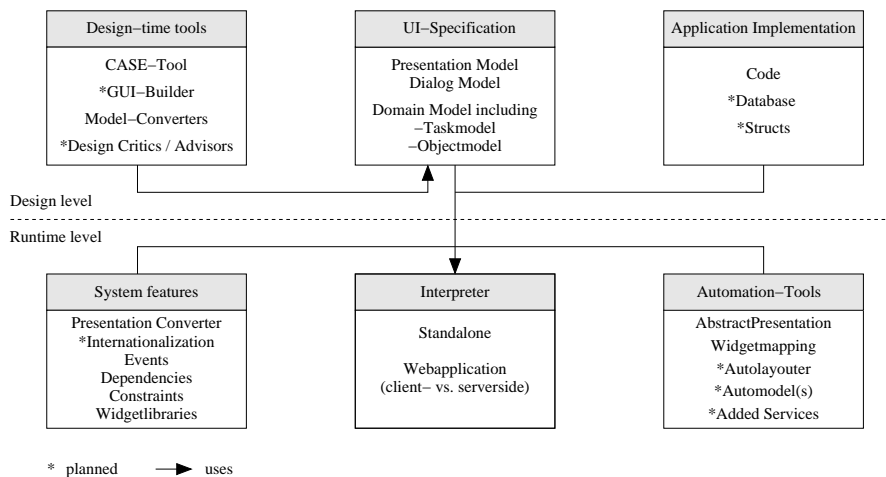 Design–time tools
CASE–Tool
*GUI–Builder
Model–Converters
*Design Critics / Advisors
UI–Specification
Presentation Model
Dialog Model
Domain Model including
–Taskmodel
–Objectmodel
Application Implementation
Code
*Database
*Structs
Design level
Runtime level
System features
Presentation Converter
*Internationalization
Events
Dependencies
Constraints
Widgetlibraries
Interpreter
Standalone
Webapplication
(client– vs. serverside)
Automation–Tools
AbstractPresentation
Widgetmapping
*Autolayouter
*Automodel(s)
*Added Services
* planned
uses